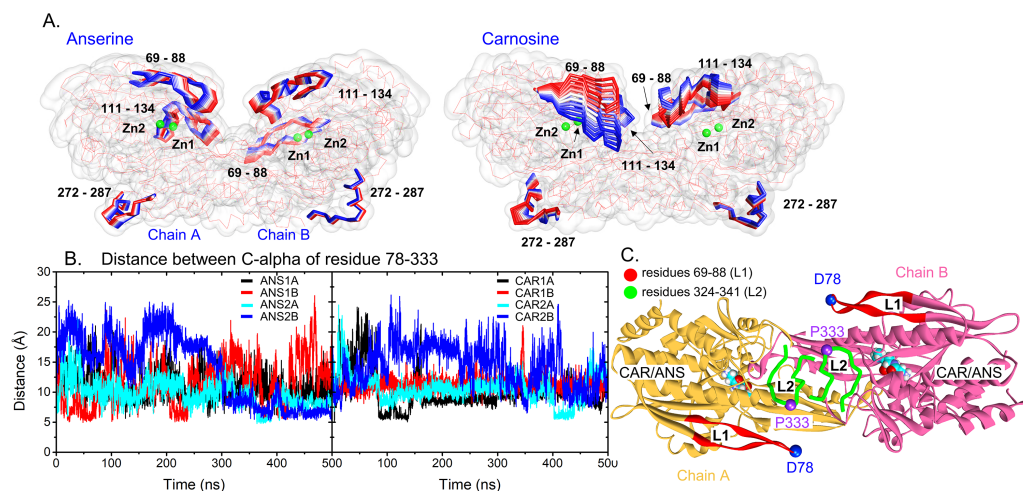 A.
Anserine
69 - 88
111 - 134
111 - 134
Zn2
Zn1
Zn2
Zn1
69 - 88
272 - 287
272 - 287
Chain A
Chain B
Carnosine
69 - 88
111 - 134
69 - 88
Zn2
Zn1
Zn2
Zn1
111 - 134
272 - 287
272 - 287
B. Distance between C-alpha of residue 78-333
Distance (Å)
30
25
20
15
10
5
0
ANS1A
ANS1B
ANS2A
ANS2B
CAR1A
CAR1B
CAR2A
CAR2B
0 100 200 300 400 500 100 200 300 400 500
Time (ns)
Time (ns)
C.
residues 69-88 (L1)
residues 324-341 (L2)
Chain B
D78
L1
P333
CAR/ANS
L2
L2
CAR/ANS
P333
L1
D78
Chain A